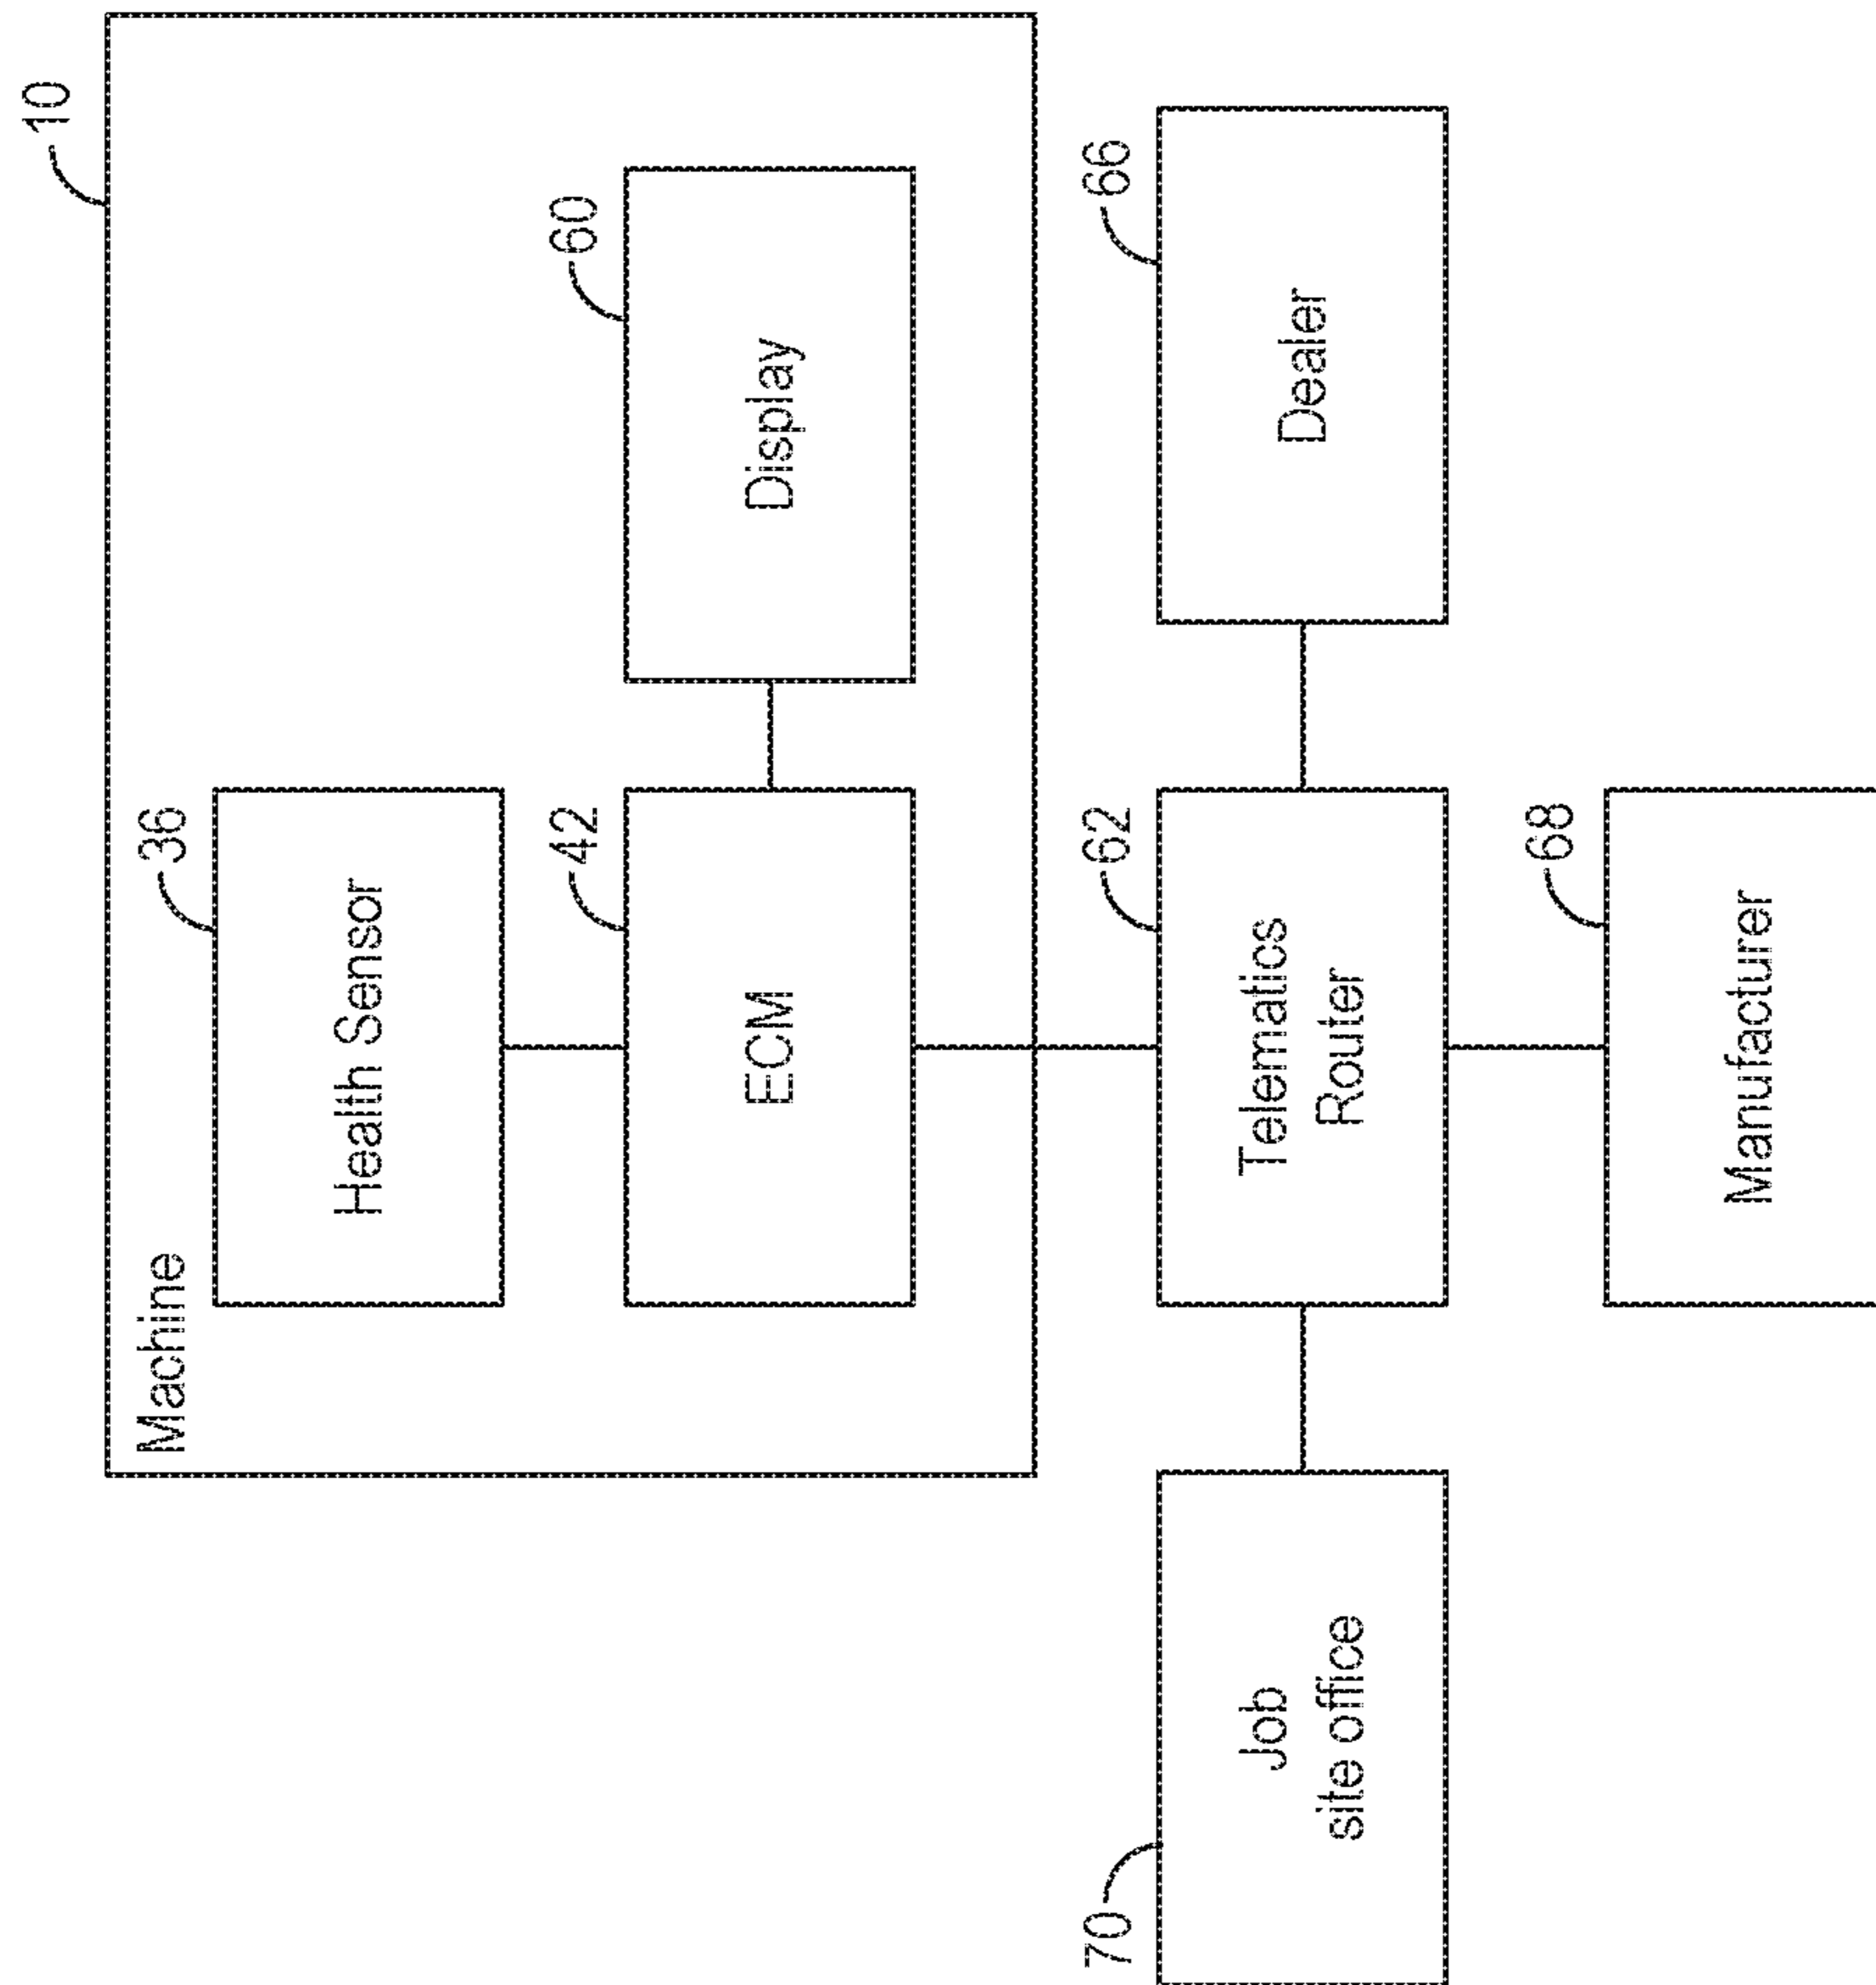 10
Machine
36
Health Sensor
42
ECM
60
Display
62
Telematics
Router
66
Dealer
70
Job
site office
68
Manufacturer